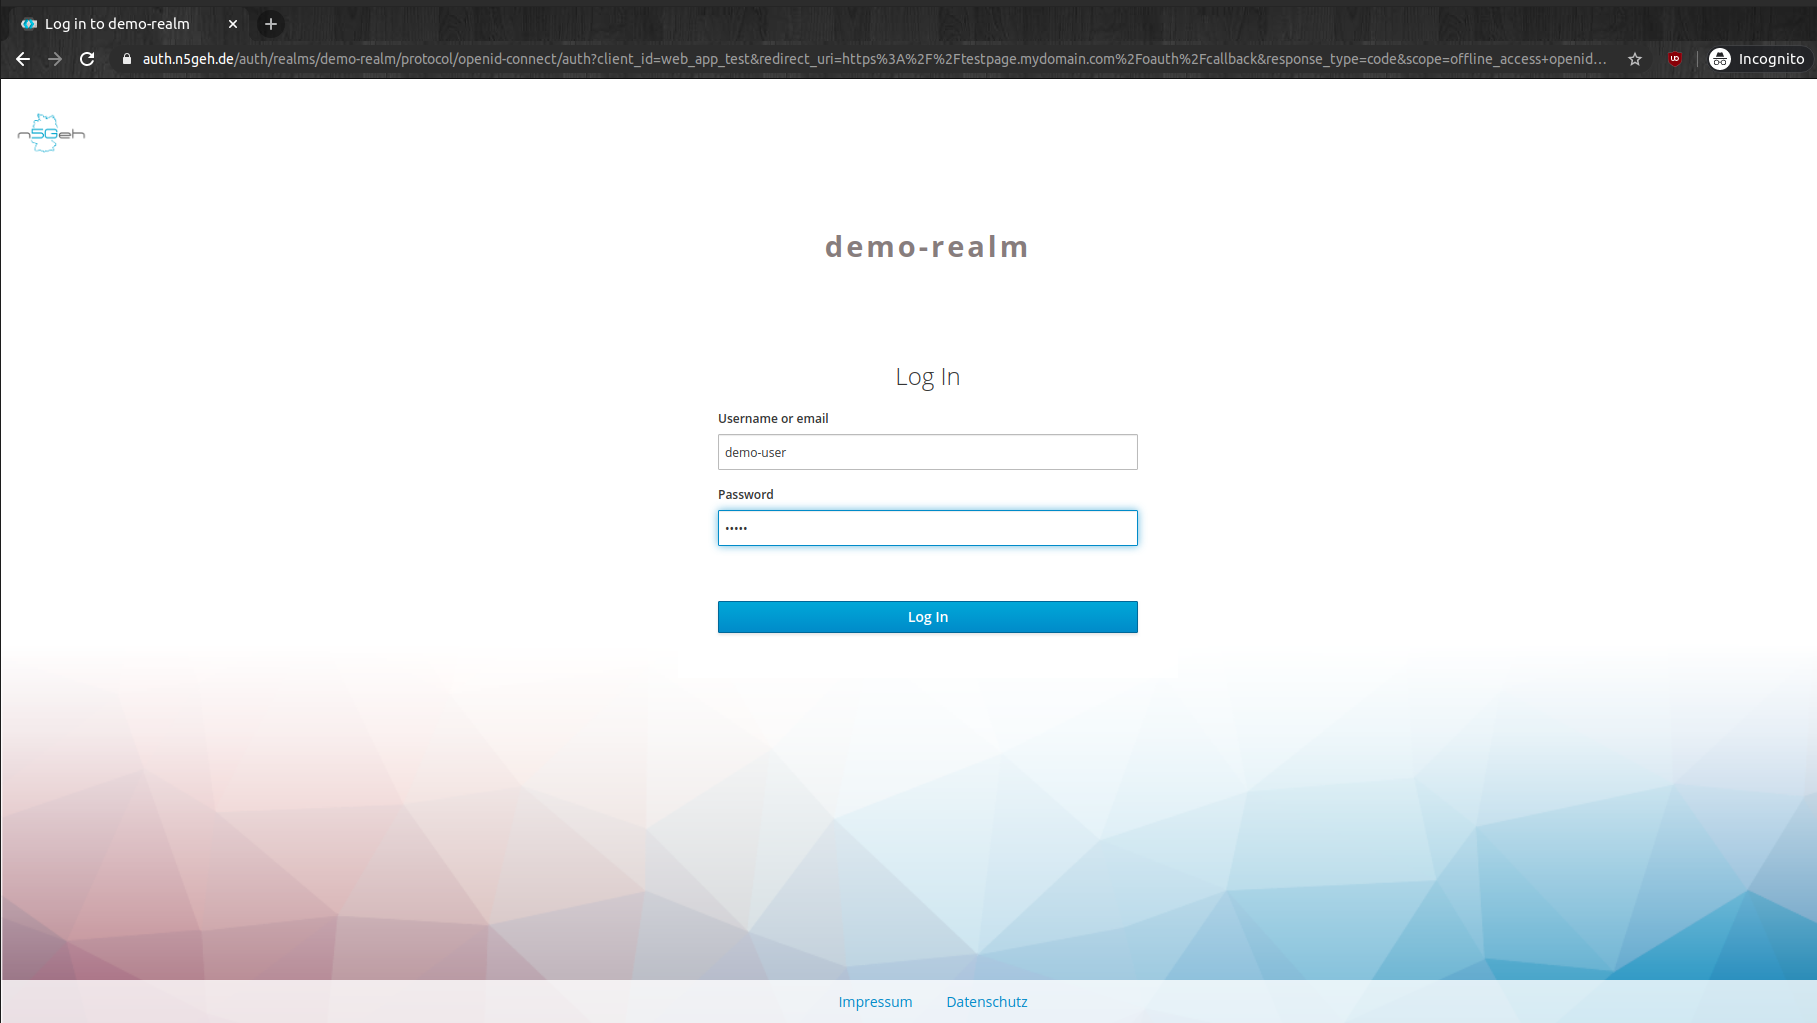 Log in to demo-realm
auth.n5geh.de/auth/realms/demo-realm/protocol/openid-connect/auth?client_id=web_app_test&redirect_uri=https%3A%2F%2Ftestpage.mydomain.com%2Foauth%2Fcallback&response_type=code&scope=offline_access+openid…
Incognito
n5Geh
demo-realm
Log In
Username or email
demo-user
Password
•••••
Log In
Impressum Datenschutz